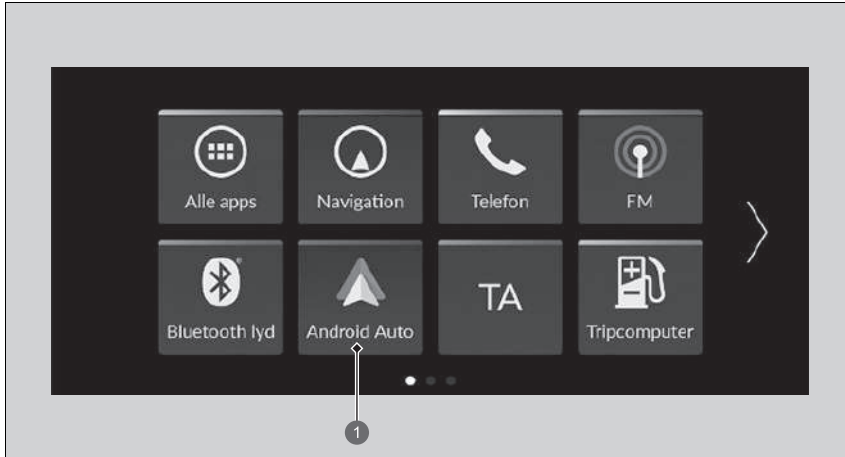 Alle apps
Navigation
Telefon
FM
Bluetooth lyd
Android Auto
TA
Tripcomputer
1